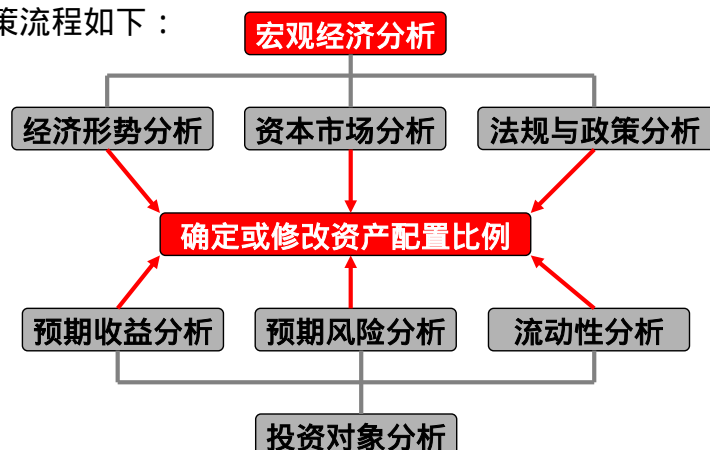 策流程如下：
宏观经济分析
经济形势分析
资本市场分析
法规与政策分析
确定或修改资产配置比例
预期收益分析
预期风险分析
流动性分析
投资对象分析